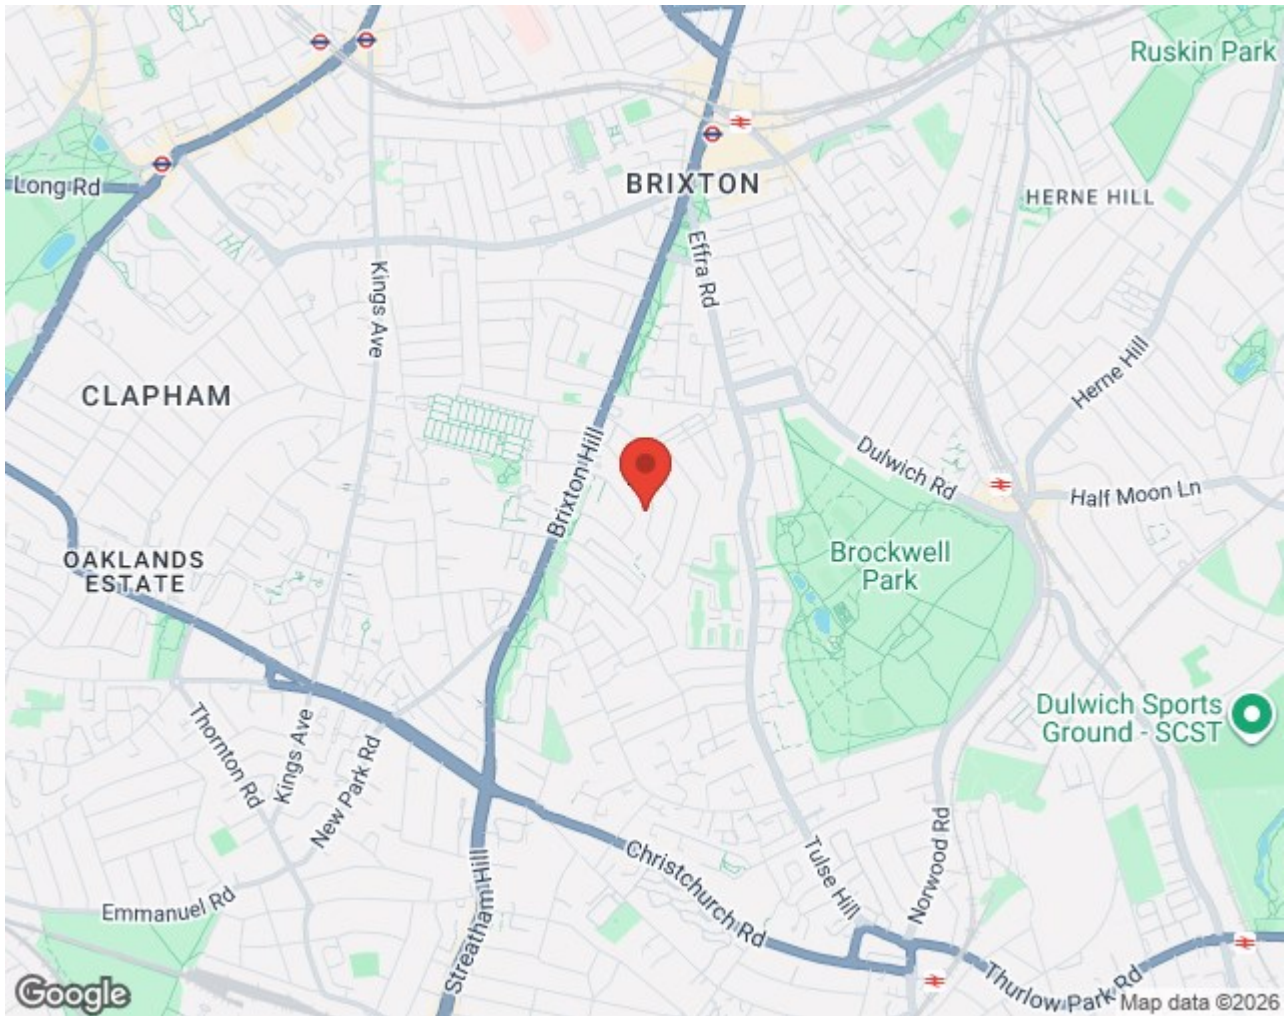 Ruskin Park
Long Rd
BRIXTON
HERNE HILL
Effra Rd
Kings Ave
Herne Hill
CLAPHAM
Brixton Hill
Dulwich Rd
Half Moon Ln
OAKLANDS
ESTATE
Brockwell
Park
Dulwich Sports
Ground - SCST
Thornton Rd
Kings Ave
New Park Rd
Norwood Rd
Tulse Hill
Christchurch Rd
Streatham Hill
Emmanuel Rd
Thurlow Park Rd
Google
Map data ©2026